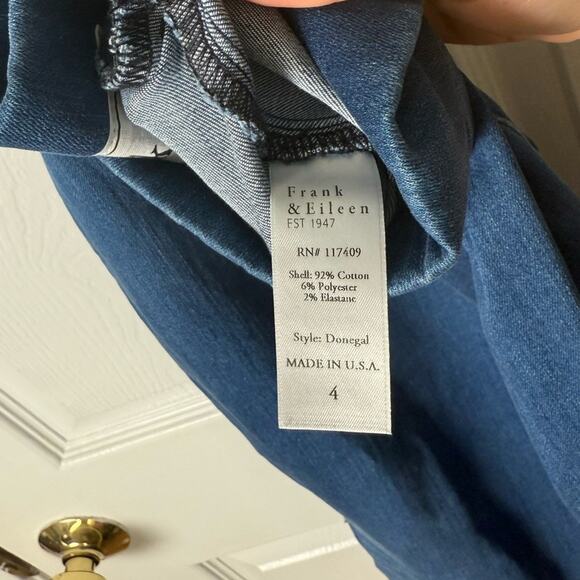 Frank
& Eileen
EST 1947
RN# 117409
Shell: 92% Cotton
6% Polyester
2% Elastane
Style: Donegal
MADE IN U.S.A.
4